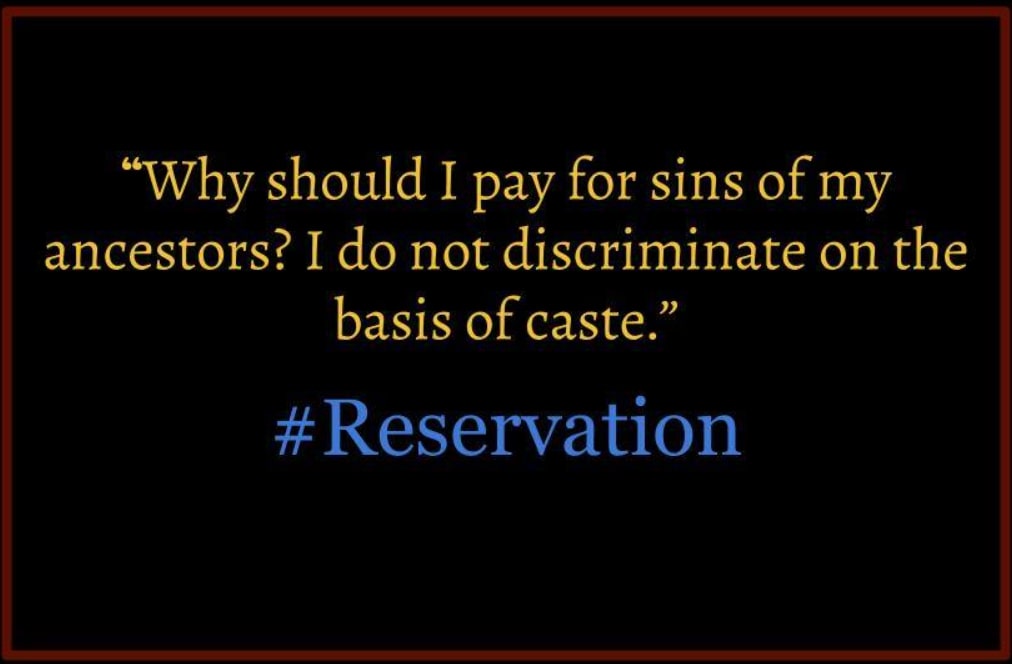 “Why should I pay for sins of my
ancestors? I do not discriminate on the
basis of caste.”
#Reservation